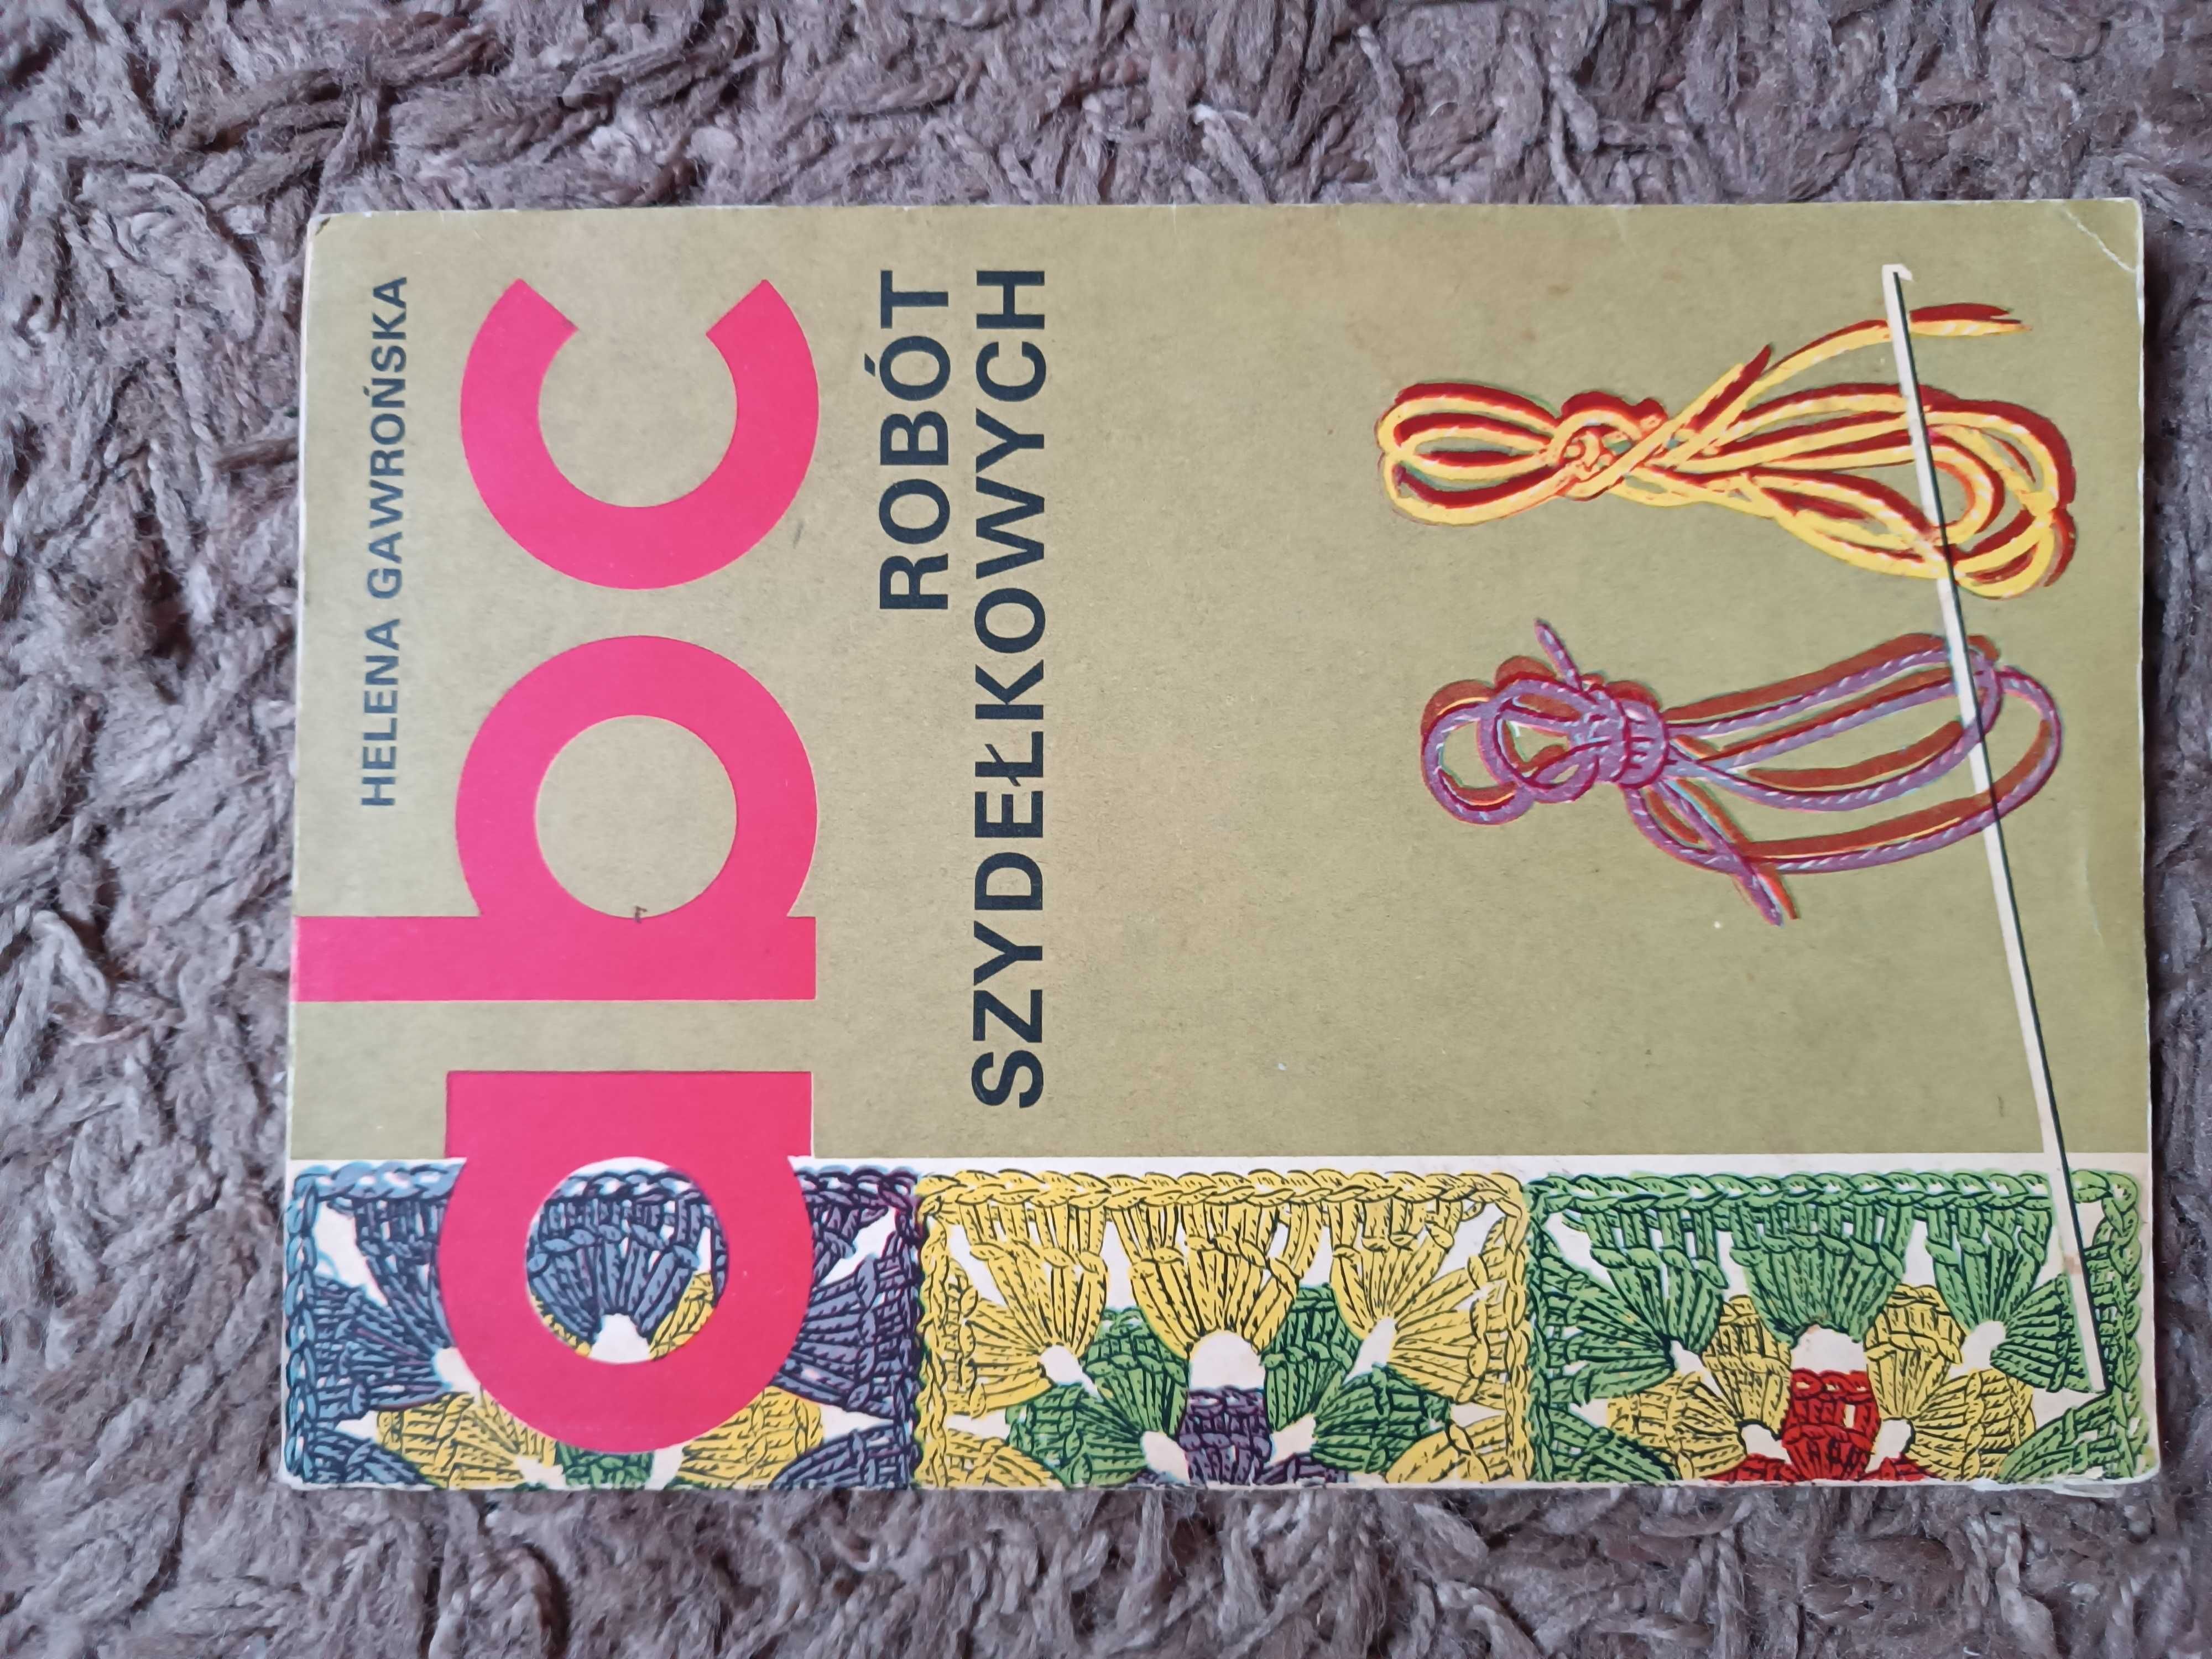 HELENA GAWROŃSKA
abc
ROBÓT
SZYDEŁKOWYCH